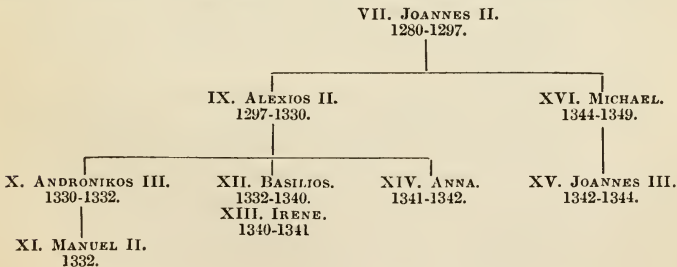 VII. JOANNES II.
1280-1297.
IX. ALEXIOS II.
1297-1330.
XVI. MICHAEL.
1344-1349.
X. ANDRONIKOS III.
1330-1332.
XII. BASILIOS.
1332-1340.
XIII. IRENE.
1340-1341
XIV. ANNA.
1341-1342.
XV. JOANNES III.
1342-1344.
XI. MANUEL II.
1332.